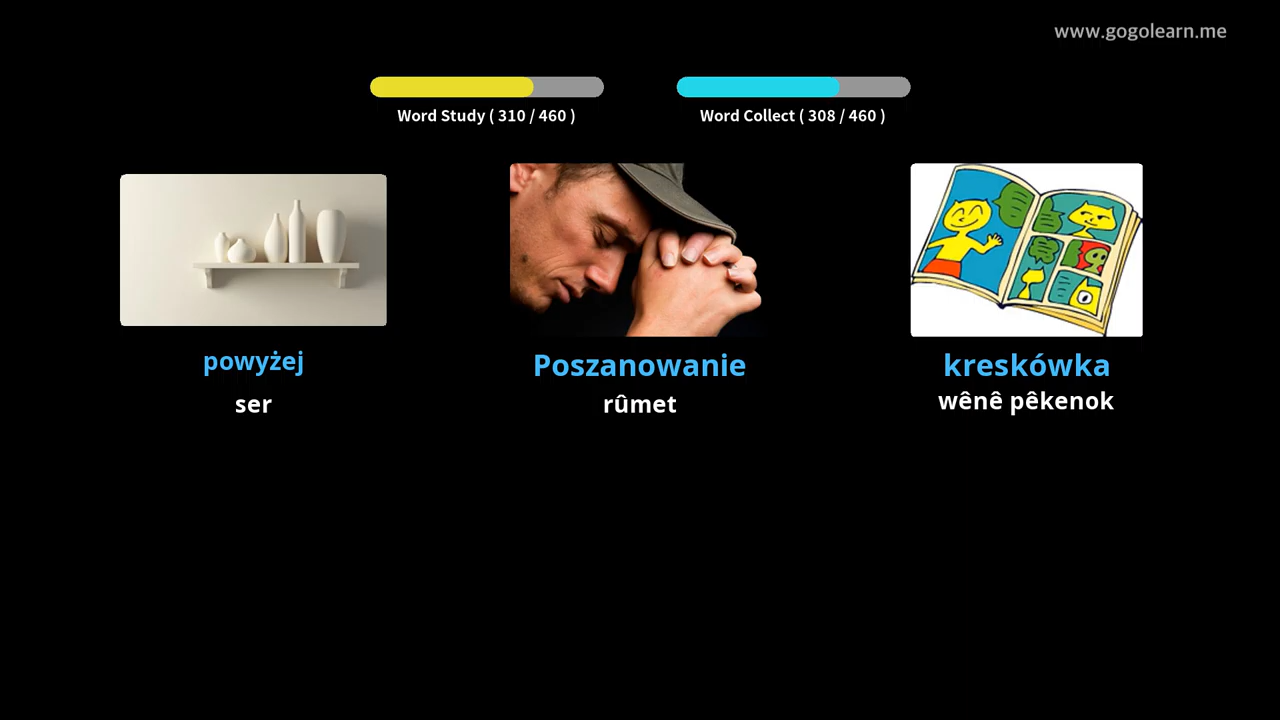 www.gogolearn.me
Word Study ( 310 / 460 )
Word Collect ( 308 / 460 )
powyżej
ser
Poszanowanie
rûmet
kreskówka
wênê pêkenok